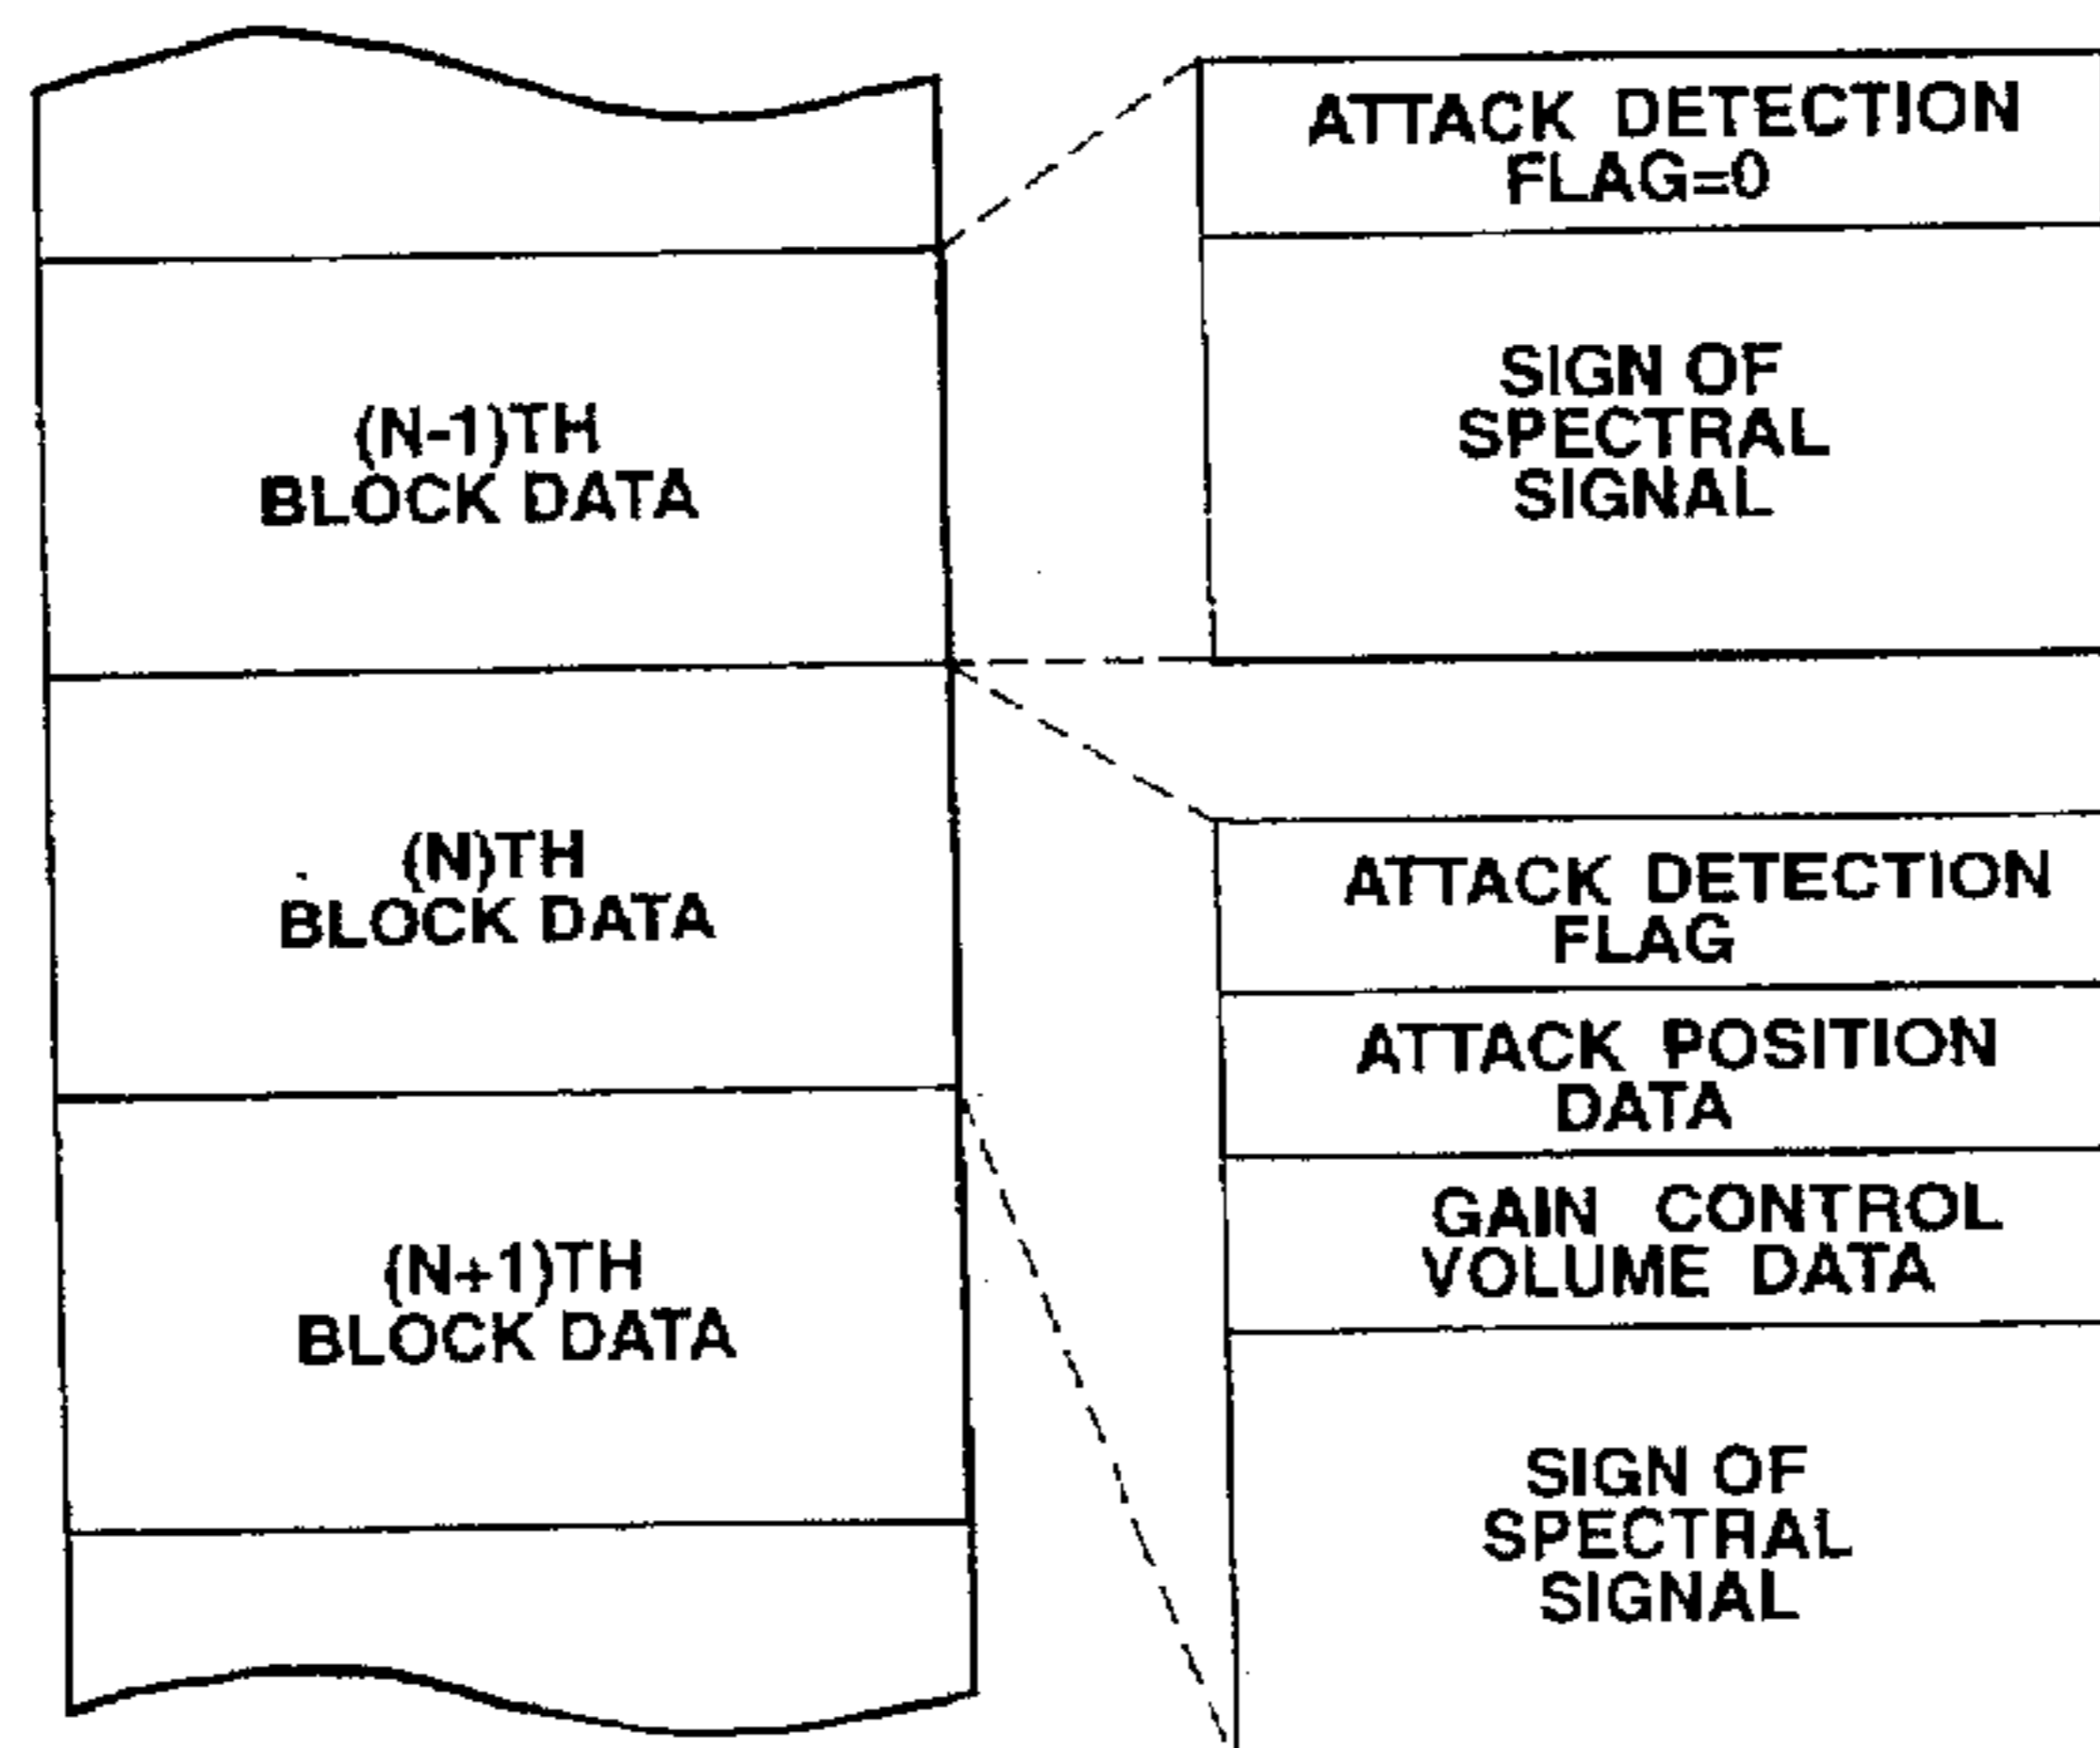 (N-1)TH
BLOCK DATA
(N)TH
BLOCK DATA
(N+1)TH
BLOCK DATA
ATTACK DETECTION
FLAG=0
SIGN OF
SPECTRAL
SIGNAL
ATTACK DETECTION
FLAG
ATTACK POSITION
DATA
GAIN CONTROL
VOLUME DATA
SIGN OF
SPECTRAL
SIGNAL